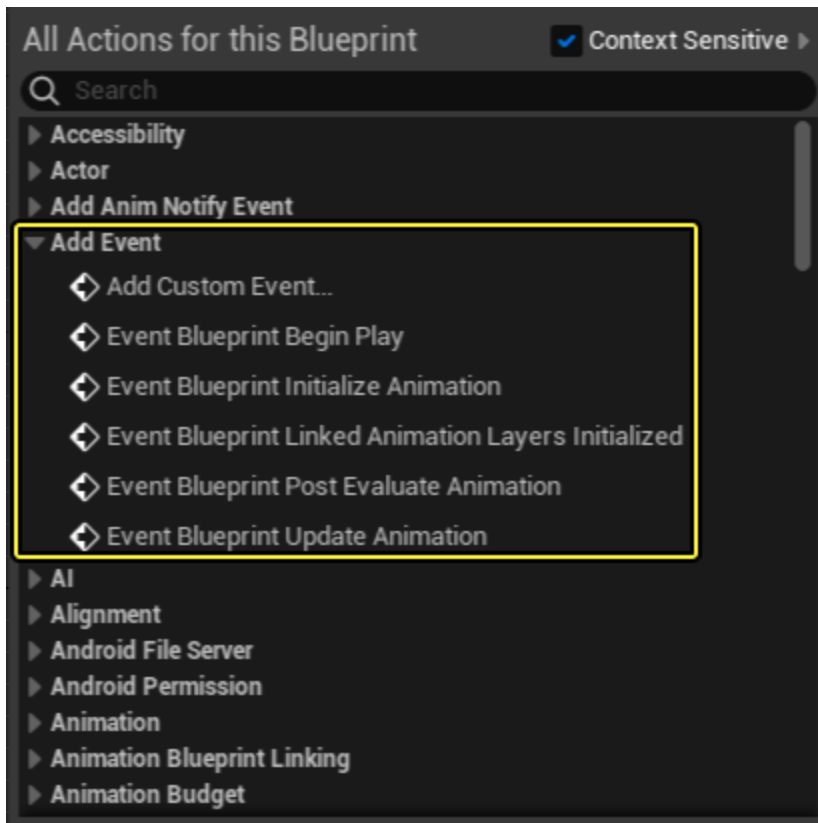 All Actions for this Blueprint
Context Sensitive
Search
Accessibility
Actor
Add Anim Notify Event
Add Event
Add Custom Event...
Event Blueprint Begin Play
Event Blueprint Initialize Animation
Event Blueprint Linked Animation Layers Initialized
Event Blueprint Post Evaluate Animation
Event Blueprint Update Animation
AI
Alignment
Android File Server
Android Permission
Animation
Animation Blueprint Linking
Animation Budget